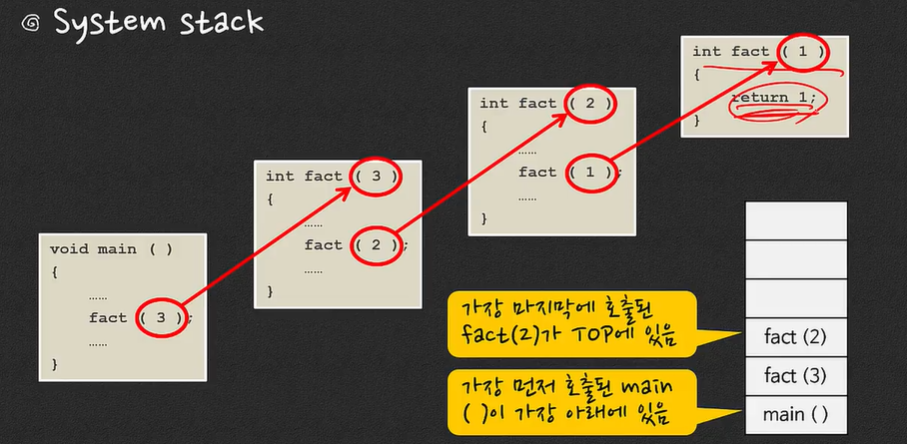 ◎ System stack
void main ( )
{
……
fact ( 3 );
……
}
int fact ( 3 )
{
……
fact ( 2 );
……
}
int fact ( 2 )
{
……
fact ( 1 );
……
}
int fact ( 1 )
{
return 1;
}
가장 마지막에 호출된
fact(2)가 TOP에 있음
가장 먼저 호출된 main
( )이 가장 아래에 있음
fact (2)
fact (3)
main ( )